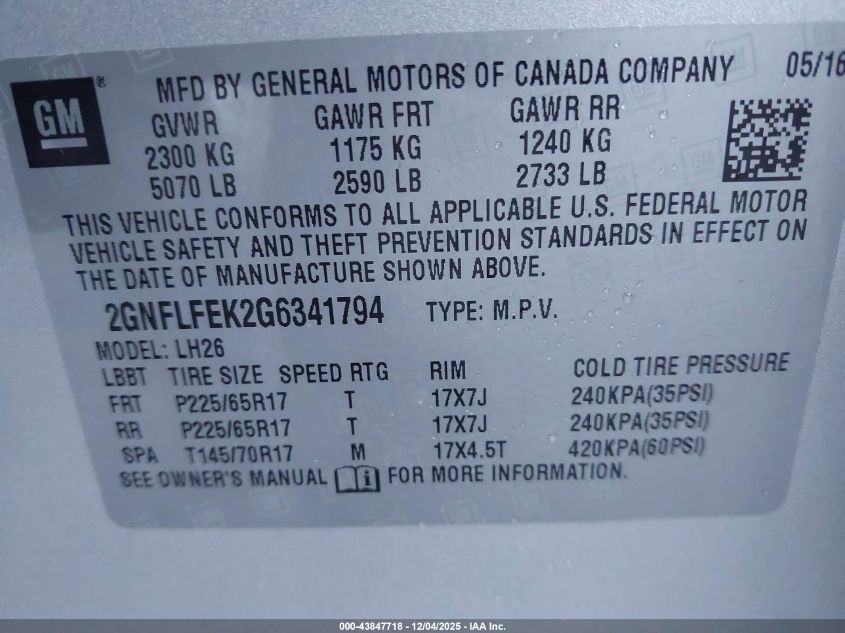 GM®
MFD BY GENERAL MOTORS OF CANADA COMPANY 05/16
GVWR GAWR FRT GAWR RR
2300 KG 1175 KG 1240 KG
5070 LB 2590 LB 2733 LB
THIS VEHICLE CONFORMS TO ALL APPLICABLE U.S. FEDERAL MOTOR
VEHICLE SAFETY AND THEFT PREVENTION STANDARDS IN EFFECT ON
THE DATE OF MANUFACTURE SHOWN ABOVE.
2GNFLFEK2G6341794 TYPE: M.P.V.
MODEL: LH26
LBBT TIRE SIZE SPEED RTG RIM COLD TIRE PRESSURE
FRT P225/65R17 T 17X7J 240KPA(35PSI)
RR P225/65R17 T 17X7J 240KPA(35PSI)
SPA T145/70R17 M 17X4.5T 420KPA(60PSI)
SEE OWNER'S MANUAL i FOR MORE INFORMATION.
000-43847718 - 12/04/2025 - IAA Inc.